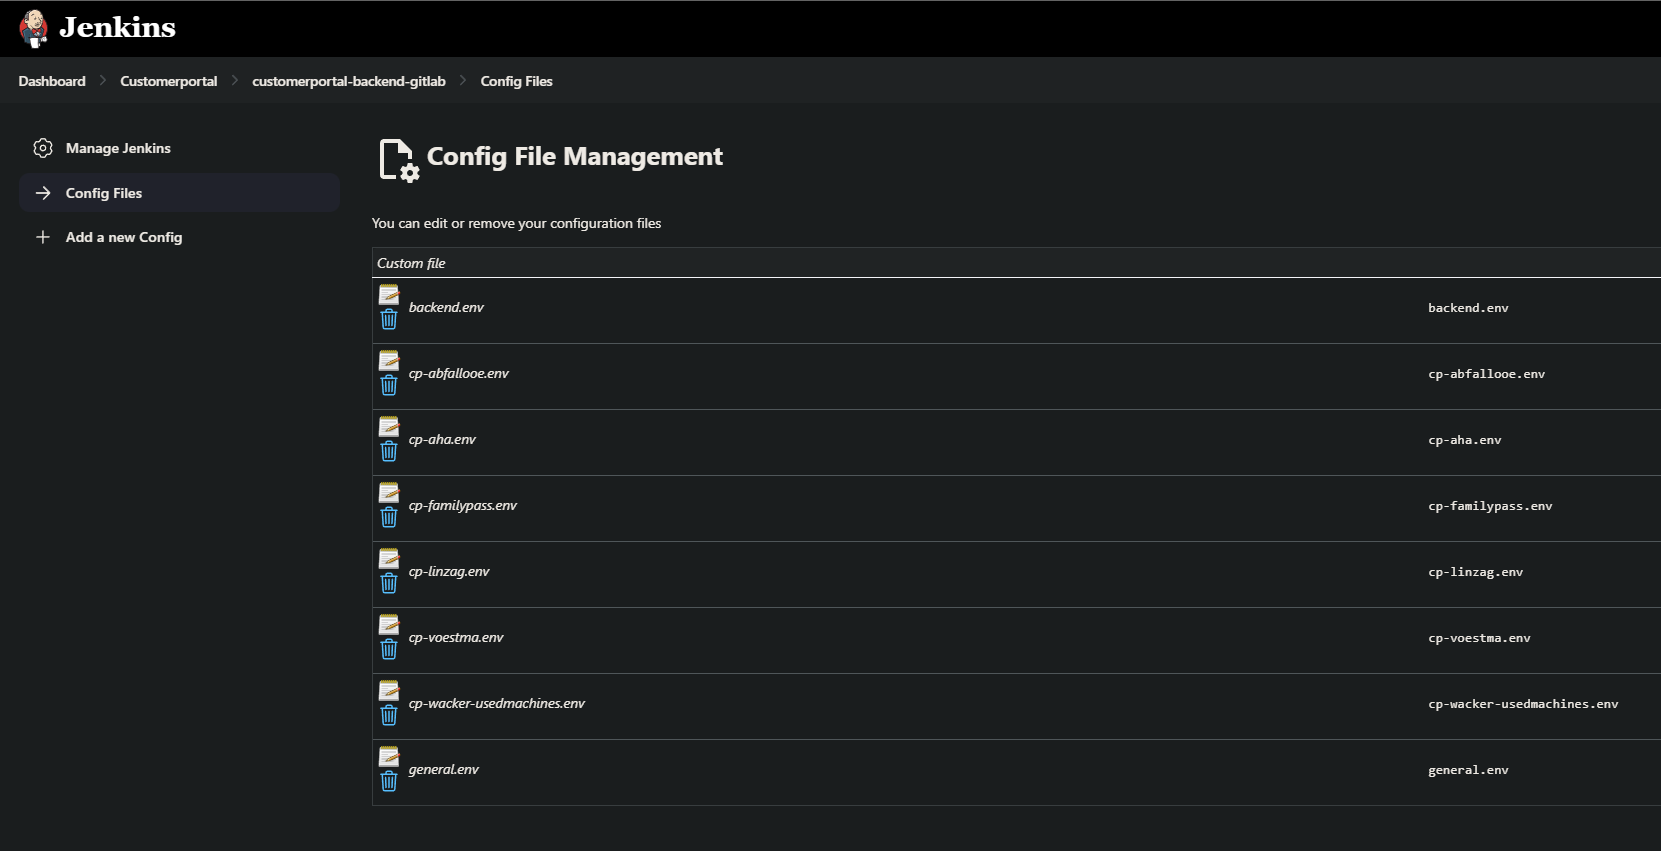 Jenkins
Dashboard > Customerportal > customerportal-backend-gitlab > Config Files
Manage Jenkins
Config Files
Add a new Config
Config File Management
You can edit or remove your configuration files
Custom file
backend.env backend.env
cp-abfallooe.env cp-abfallooe.env
cp-aha.env cp-aha.env
cp-familypass.env cp-familypass.env
cp-linzag.env cp-linzag.env
cp-voestma.env cp-voestma.env
cp-wacker-usedmachines.env cp-wacker-usedmachines.env
general.env general.env